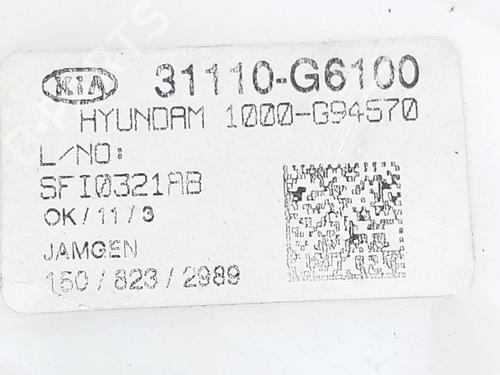 KIA 31110-G6100
HYUNDAM 1000-G94570
L/NO:
SFI0321AB
OK/11/3
JAMGEN
150/823/2989